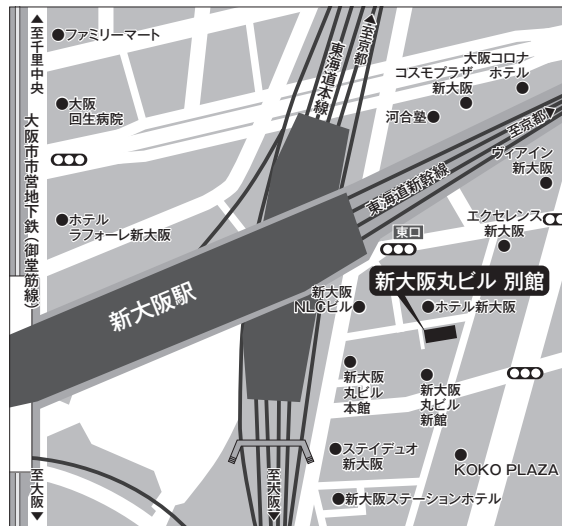 ▲至千里中央
大阪市市営地下鉄(御堂筋線)
至大阪▼
ファミリーマート
大阪
回生病院
ホテル
ラフォーレ新大阪
東海道本線
▲至京都
大阪コロナ
ホテル
コスモプラザ
新大阪
河合塾
至京都▶
ヴィアイン
新大阪
東海道新幹線
エクセレンス
新大阪
東口
新大阪丸ビル 別館
新大阪駅
新大阪
NLCビル
ホテル新大阪
新大阪
丸ビル
本館
新大阪
丸ビル
新館
ステイデュオ
新大阪
KOKO PLAZA
新大阪ステーションホテル
至大阪▼